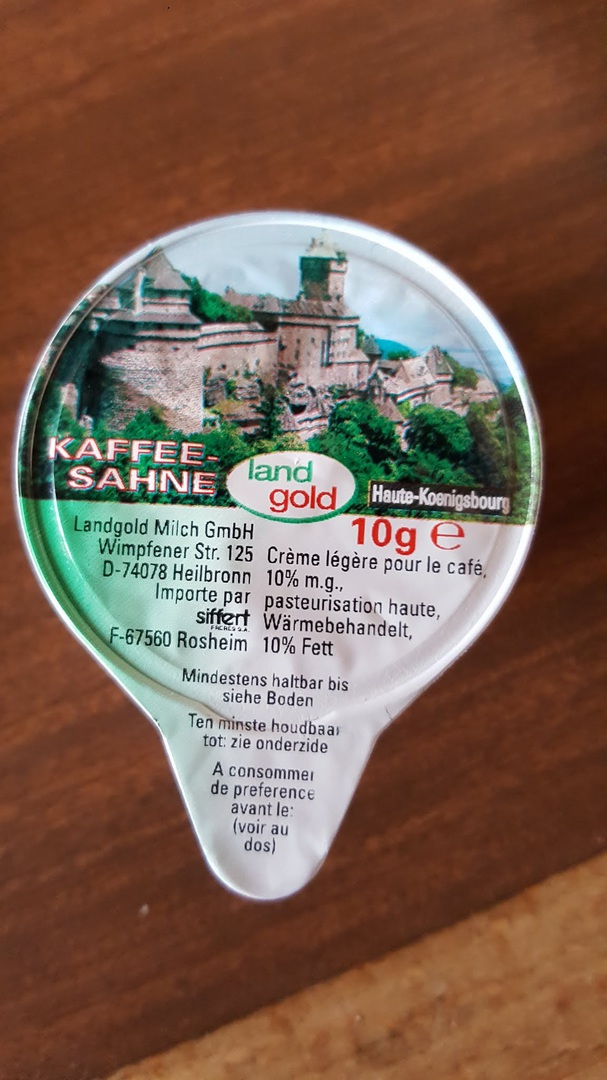 KAFFEE-
SAHNE
land
gold
Haute-Koenigsbourg
10g e
Landgold Milch GmbH
Wimpfener Str. 125
D-74078 Heilbronn
Importe par
siffert
FRERES S.A.
F-67560 Rosheim
Crème légère pour le café,
10% m.g.,
pasteurisation haute,
Wärmebehandelt,
10% Fett
Mindestens haltbar bis
siehe Boden
Ten minste houdbaar
tot: zie onderzide
A consommer
de preference
avant le:
(voir au
dos)